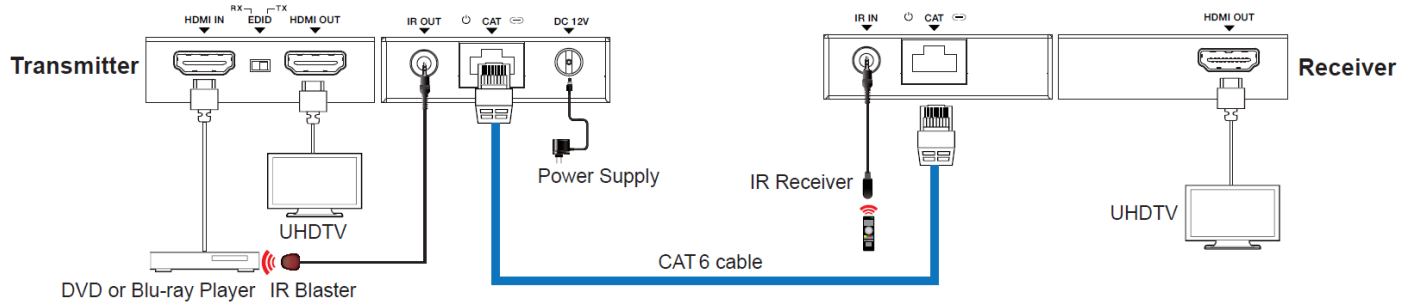 RX TX
HDMI IN EDID HDMI OUT
IR OUT CAT DC 12V
IR IN CAT
HDMI OUT
Transmitter
Receiver
Power Supply
IR Receiver
UHDTV
UHDTV
CAT 6 cable
DVD or Blu-ray Player IR Blaster